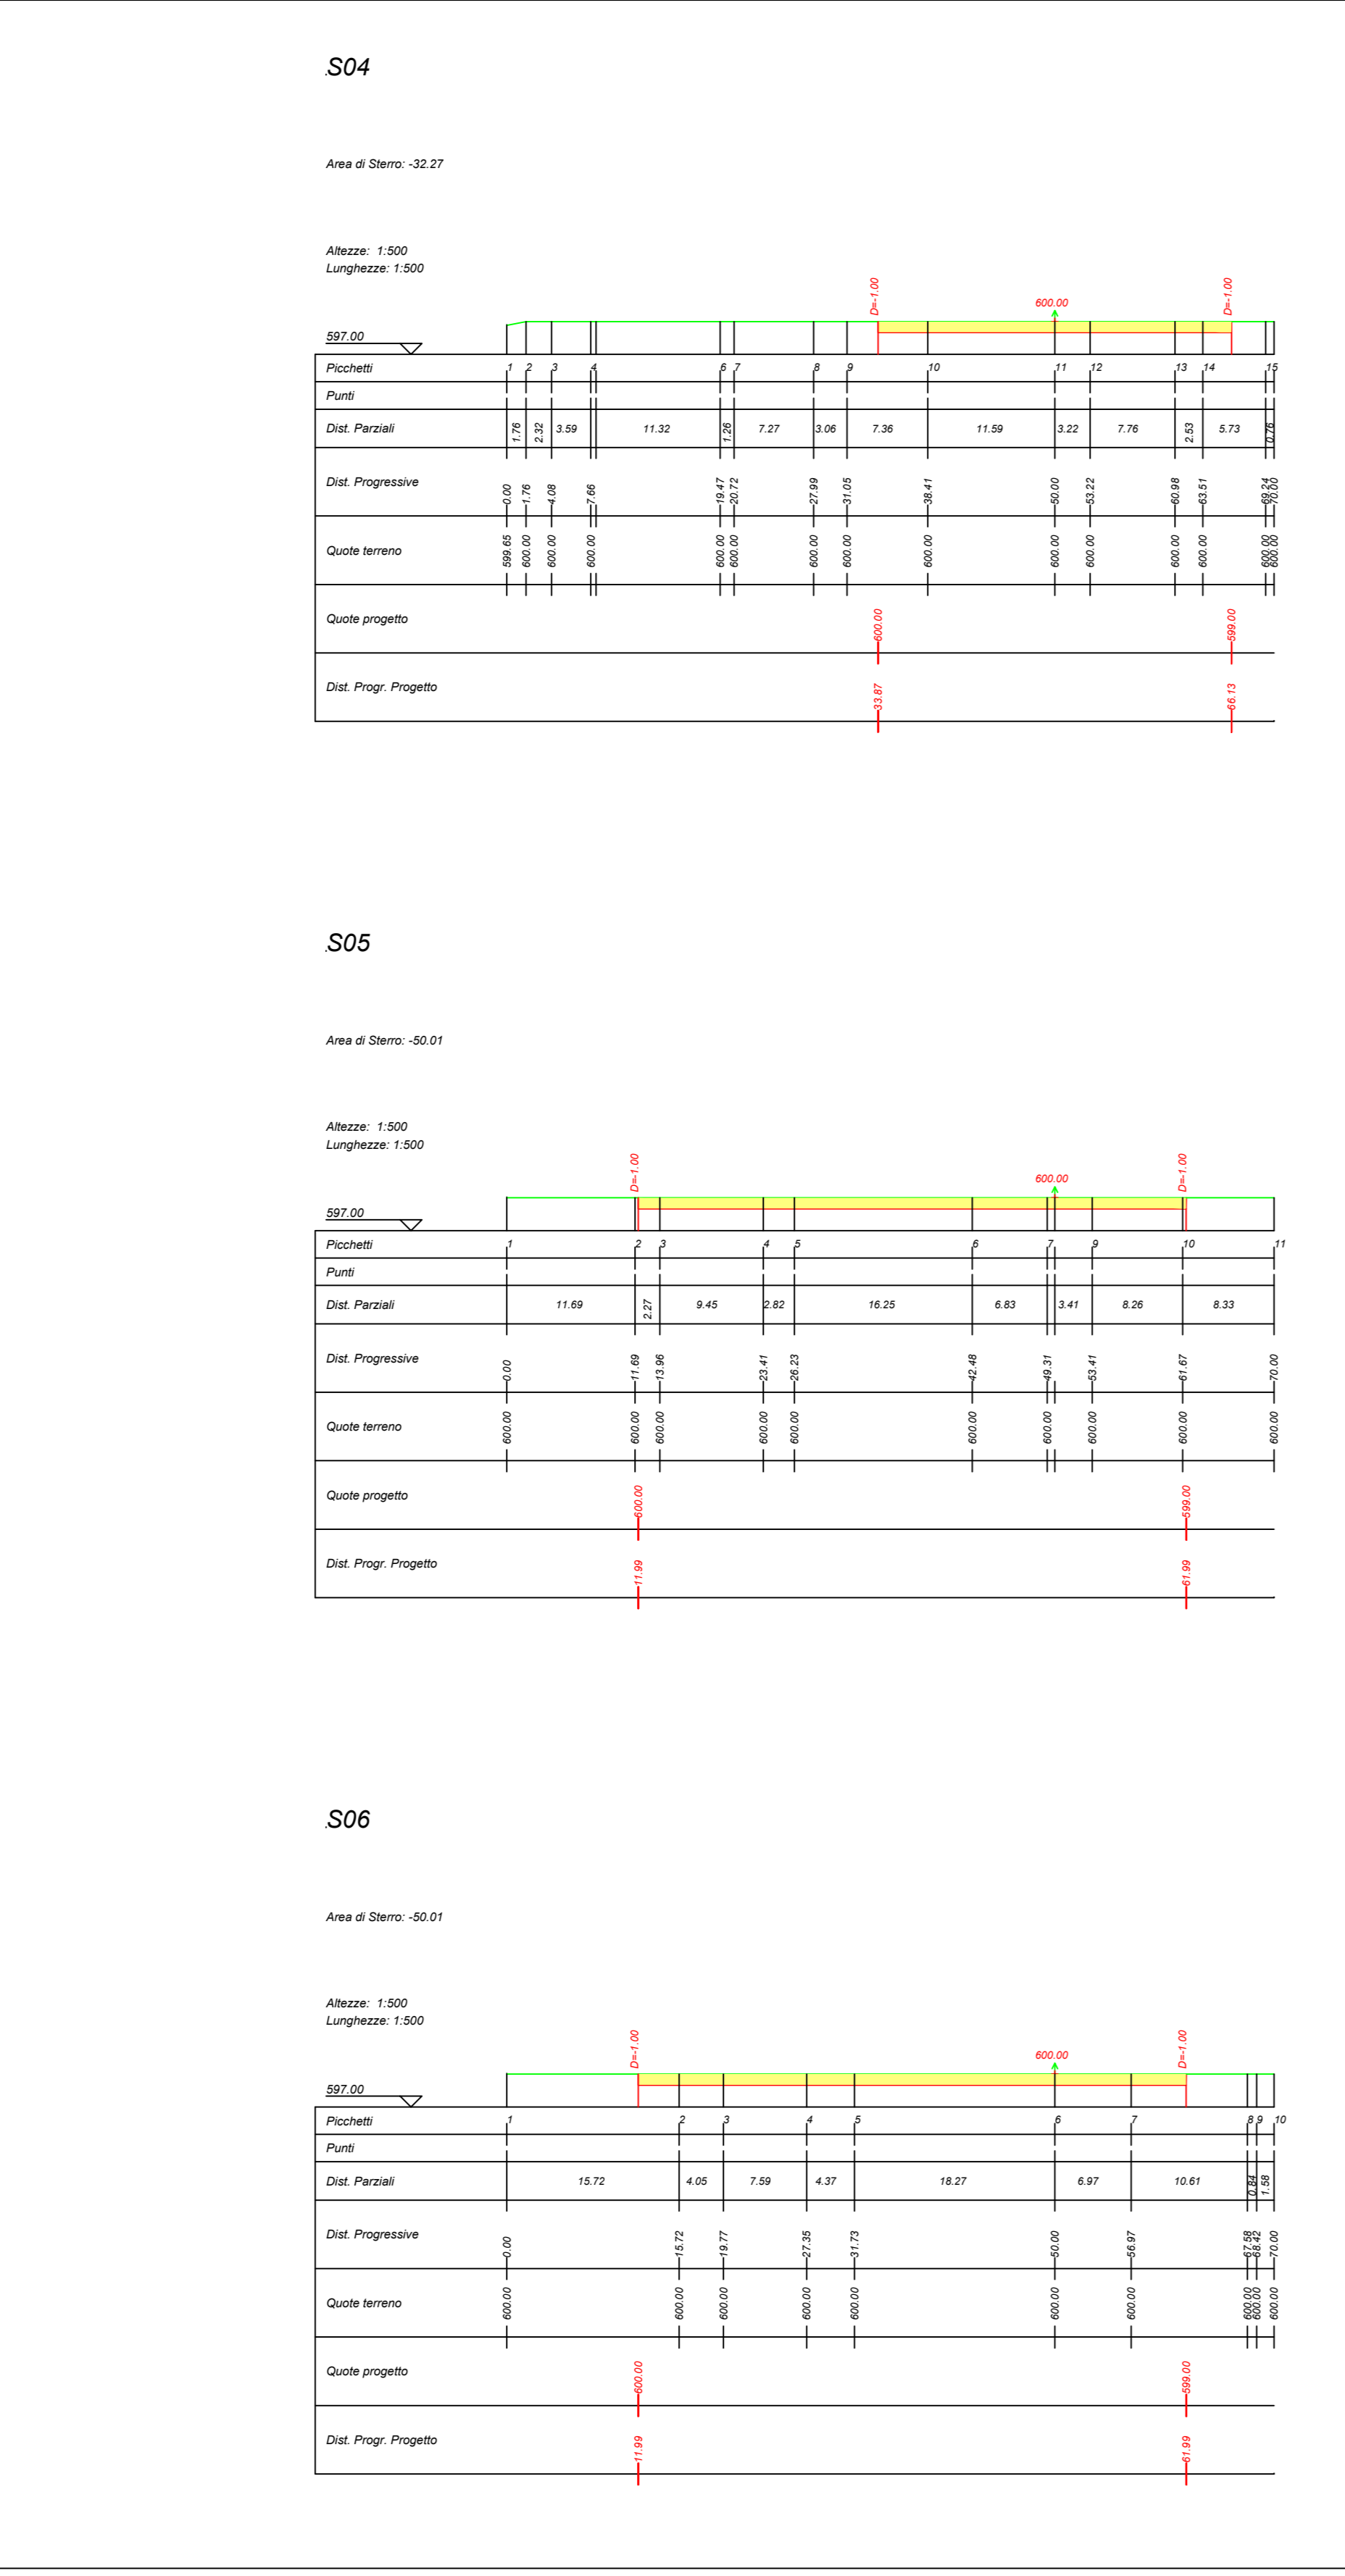 .S04
Area di Sterro: -32.27
Altezze: 1:500
Lunghezze: 1:500
D=-1.00 600.00 D=-1.00
597.00
Picchetti 1 2 3 4 6 7 8 9 10 11 12 13 14 15
Punti
Dist. Parziali 1.76 2.32 3.59 11.32 1.26 7.27 3.06 7.36 11.59 3.22 7.76 2.53 5.73 0.76
Dist. Progressive 0.00 1.76 4.08 7.66 19.47 20.72 27.99 31.05 38.41 50.00 53.22 60.98 63.51 69.24 70.00
Quote terreno 599.65 600.00 600.00 600.00 600.00 600.00 600.00 600.00 600.00 600.00 600.00 600.00 600.00 600.00 600.00
Quote progetto 600.00 599.00
Dist. Progr. Progetto 33.87 66.13
.S05
Area di Sterro: -50.01
Altezze: 1:500
Lunghezze: 1:500
D=-1.00 600.00 D=-1.00
597.00
Picchetti 1 2 3 4 5 6 7 9 10 11
Punti
Dist. Parziali 11.69 2.27 9.45 2.82 16.25 6.83 3.41 8.26 8.33
Dist. Progressive 0.00 11.69 13.96 23.41 26.23 42.48 49.31 53.41 61.67 70.00
Quote terreno 600.00 600.00 600.00 600.00 600.00 600.00 600.00 600.00 600.00 600.00
Quote progetto 600.00 599.00
Dist. Progr. Progetto 11.99 61.99
.S06
Area di Sterro: -50.01
Altezze: 1:500
Lunghezze: 1:500
D=-1.00 600.00 D=-1.00
597.00
Picchetti 1 2 3 4 5 6 7 8 9 10
Punti
Dist. Parziali 15.72 4.05 7.59 4.37 18.27 6.97 10.61 0.84 1.58
Dist. Progressive 0.00 15.72 19.77 27.35 31.73 50.00 56.97 67.58 68.42 70.00
Quote terreno 600.00 600.00 600.00 600.00 600.00 600.00 600.00 600.00 600.00 600.00
Quote progetto 600.00 599.00
Dist. Progr. Progetto 11.99 61.99